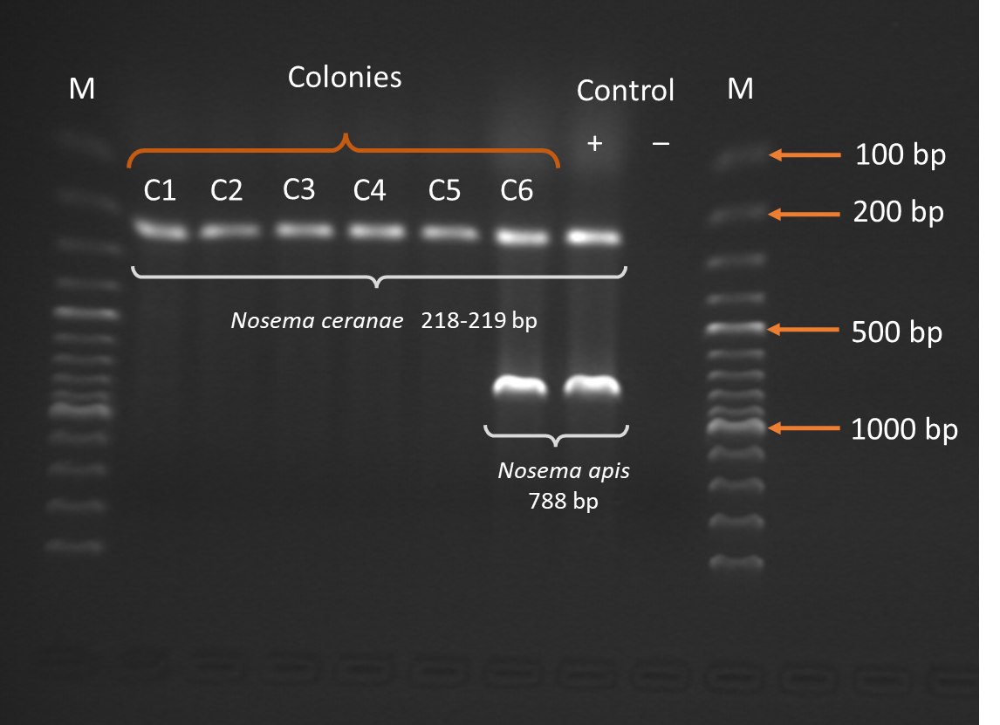 M
Colonies
Control
M
+
–
100 bp
C1 C2 C3 C4 C5 C6
200 bp
Nosema ceranae 218-219 bp
500 bp
1000 bp
Nosema apis
788 bp